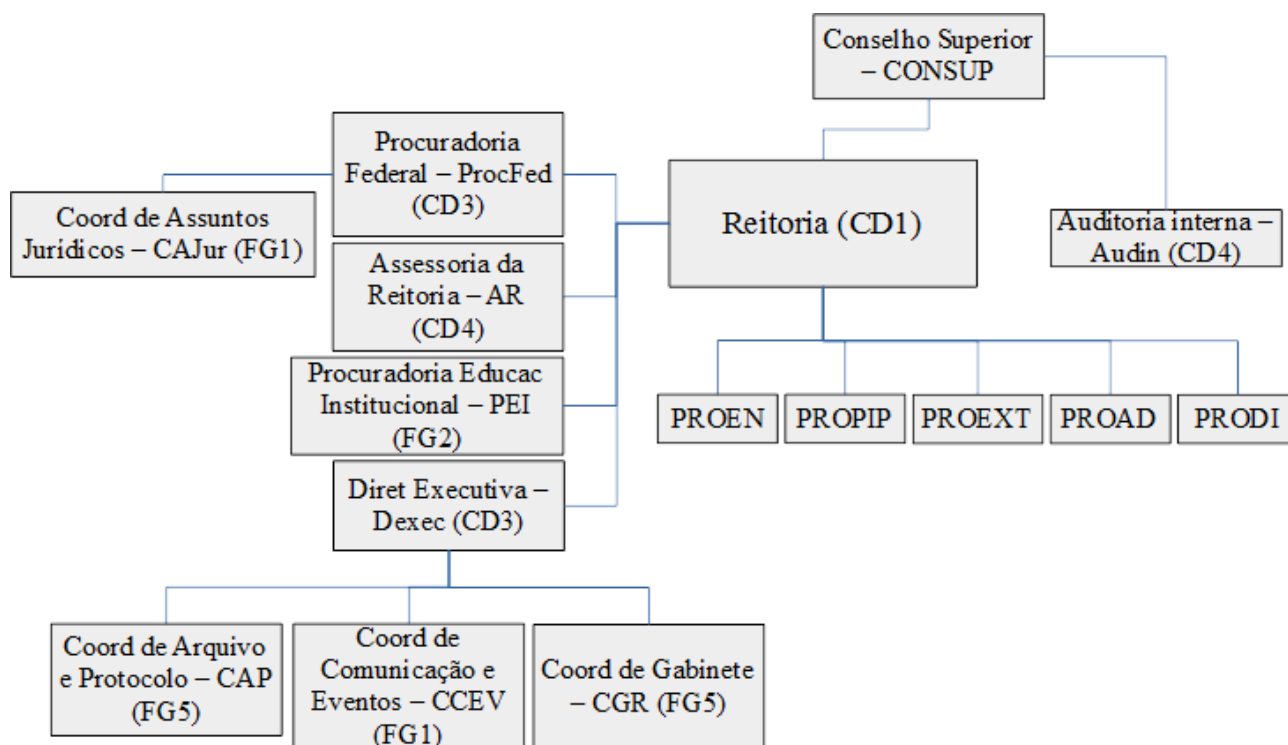 Conselho Superior
– CONSUP
Procuradoria
Federal – ProcFed
(CD3)
Coord de Assuntos
Jurídicos – CAJur (FG1)
Reitoria (CD1)
Auditoria interna –
Audin (CD4)
Assessoria da
Reitoria – AR
(CD4)
Procuradoria Educac
Institucional – PEI
(FG2)
PROEN
PROPIP
PROEXT
PROAD
PRODI
Diret Executiva –
Dexec (CD3)
Coord de Arquivo
e Protocolo – CAP
(FG5)
Coord de
Comunicação e
Eventos – CCEV
(FG1)
Coord de Gabinete
– CGR (FG5)